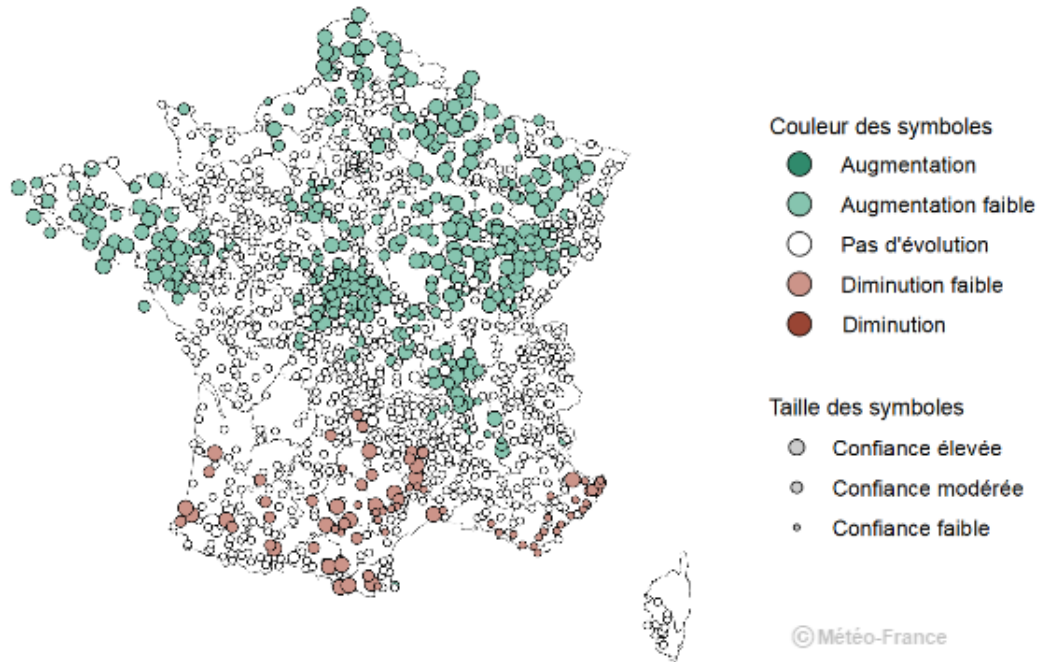 Couleur des symboles
Augmentation
Augmentation faible
Pas d'évolution
Diminution faible
Diminution
Taille des symboles
Confiance élevée
Confiance modérée
Confiance faible
© Météo-France